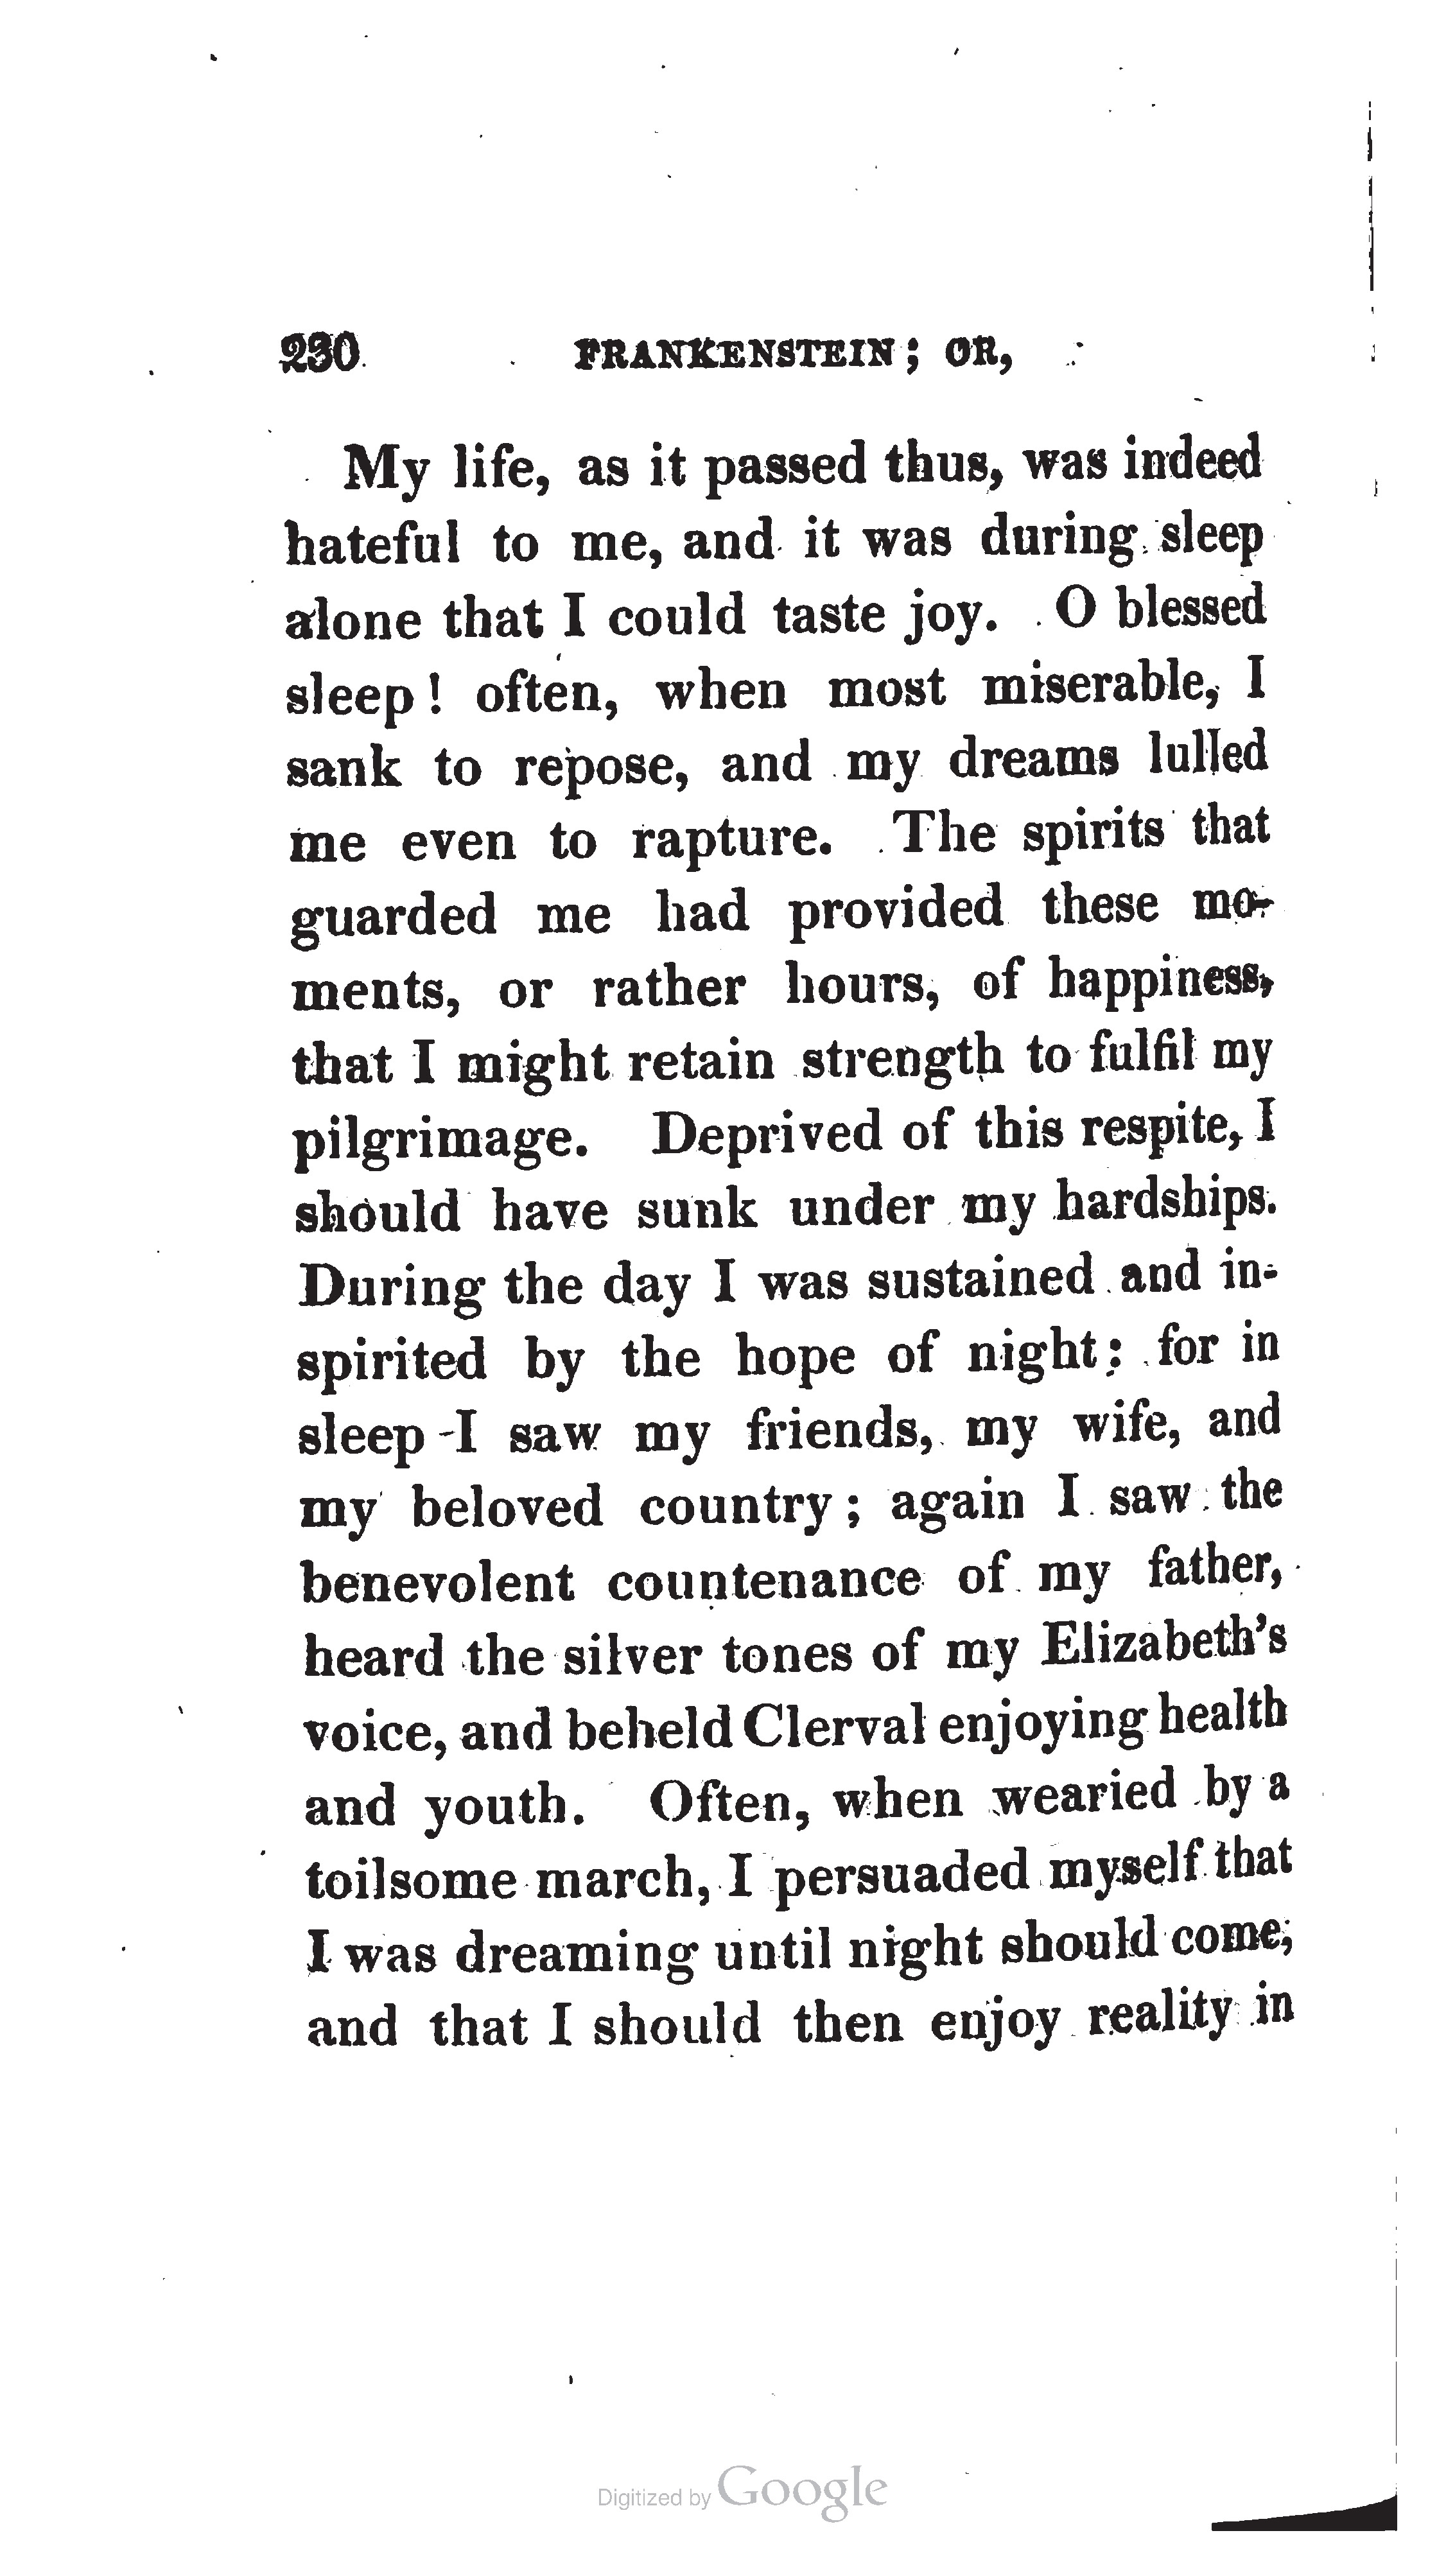 230 FRANKENSTEIN; OR,
My life, as it passed thus, was indeed
hateful to me, and it was during sleep
alone that I could taste joy. O blessed
sleep! often, when most miserable, I
sank to repose, and my dreams lulled
me even to rapture. The spirits that
guarded me had provided these mo-
ments, or rather hours, of happiness,
that I might retain strength to fulfil my
pilgrimage. Deprived of this respite, I
should have sunk under my hardships.
During the day I was sustained and in-
spirited by the hope of night: for in
sleep I saw my friends, my wife, and
my beloved country; again I saw the
benevolent countenance of my father,
heard the silver tones of my Elizabeth's
voice, and beheld Clerval enjoying health
and youth. Often, when wearied by a
toilsome march, I persuaded myself that
I was dreaming until night should come,
and that I should then enjoy reality in
Digitized by Google